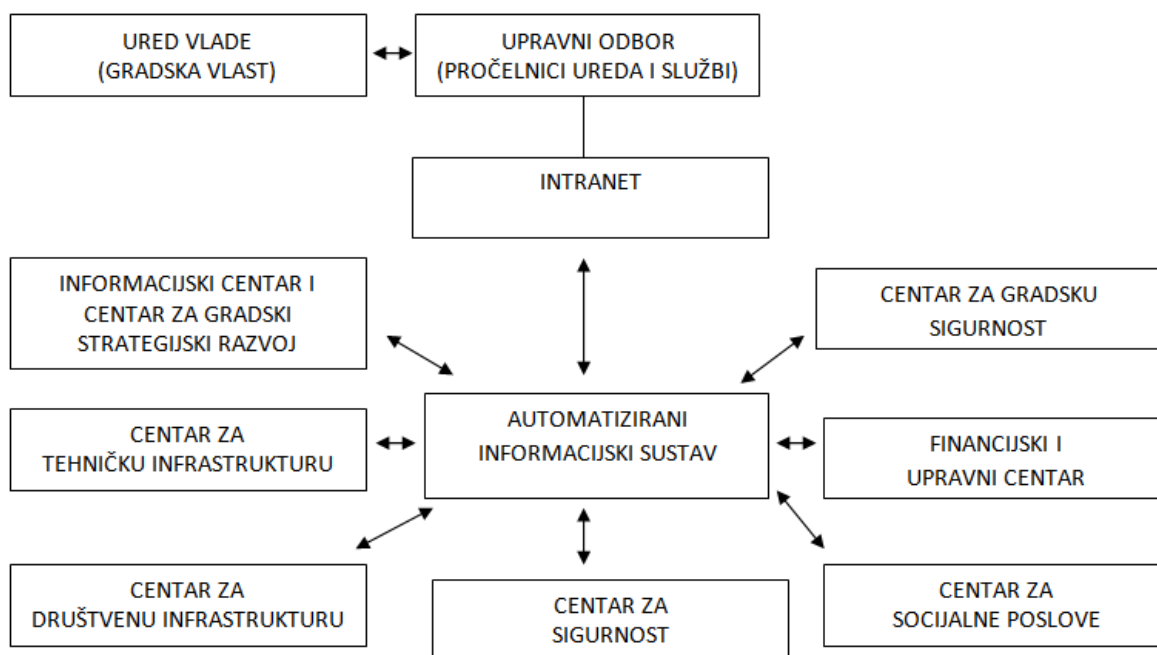 URED VLADE
(GRADSKA VLAST)
UPRAVNI ODBOR
(PROČELNICI UREDA I SLUŽBI)
INTRANET
INFORMACIJSKI CENTAR I
CENTAR ZA GRADSKI
STRATEGIJSKI RAZVOJ
CENTAR ZA GRADSKU
SIGURNOST
CENTAR ZA
TEHNIČKU INFRASTRUKTURU
AUTOMATIZIRANI
INFORMACIJSKI SUSTAV
FINANCIJSKI I
UPRAVNI CENTAR
CENTAR ZA
DRUŠTVENU INFRASTRUKTURU
CENTAR ZA
SIGURNOST
CENTAR ZA
SOCIJALNE POSLOVE